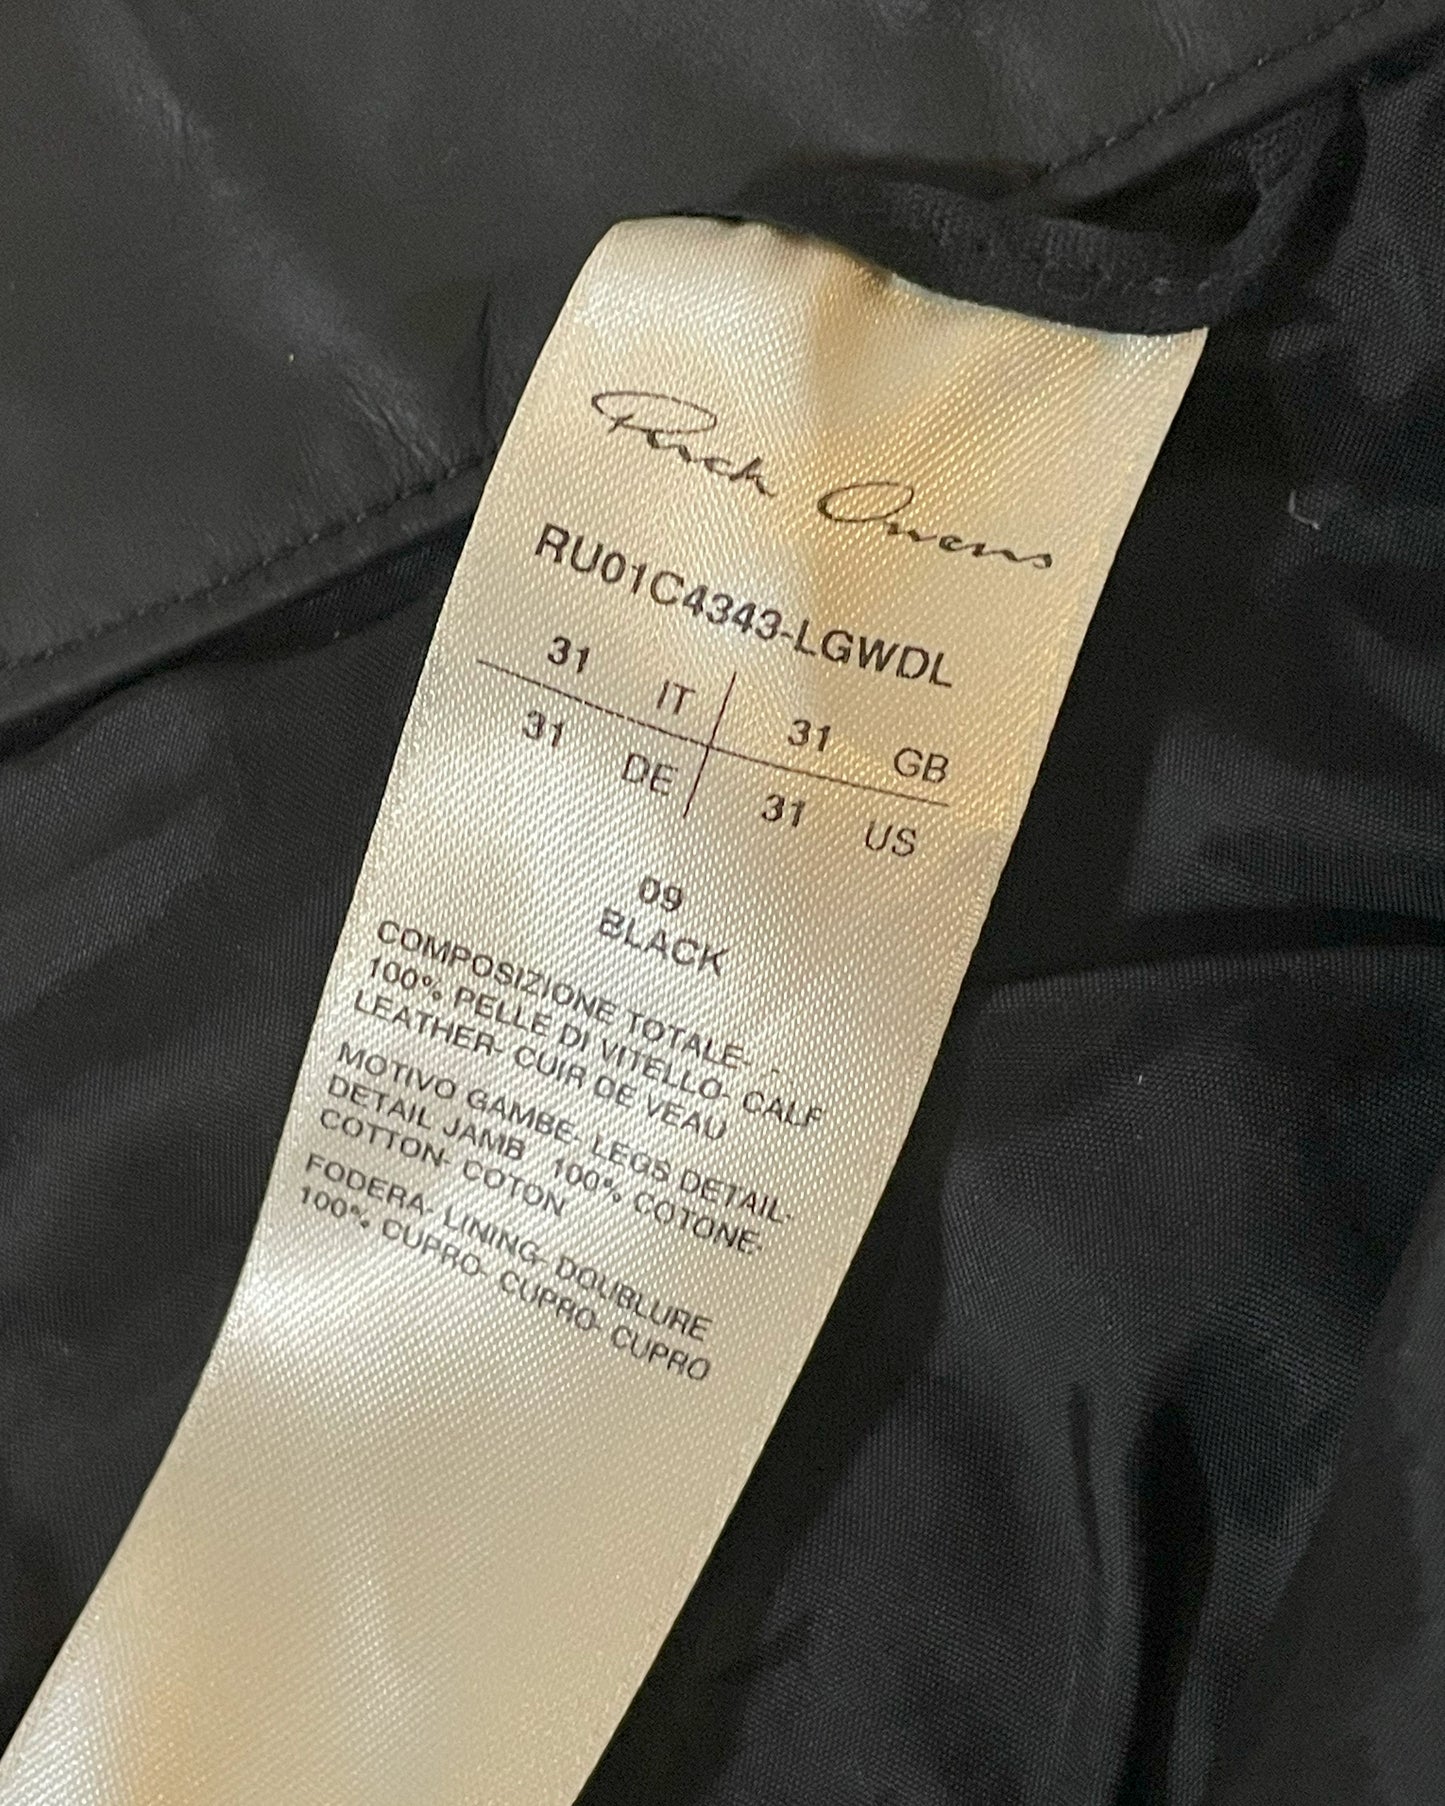 Rick Owens
RU01C4343-LGWDL
31 IT 31 GB
31 DE 31 US
09
BLACK
COMPOSIZIONE TOTALE-
100% PELLE DI VITELLO- CALF
LEATHER- CUIR DE VEAU
MOTIVO GAMBE- LEGS DETAIL-
DETAIL JAMB 100% COTONE-
COTTON- COTON
FODERA- LINING- DOUBLURE
100% CUPRO- CUPRO- CUPRO